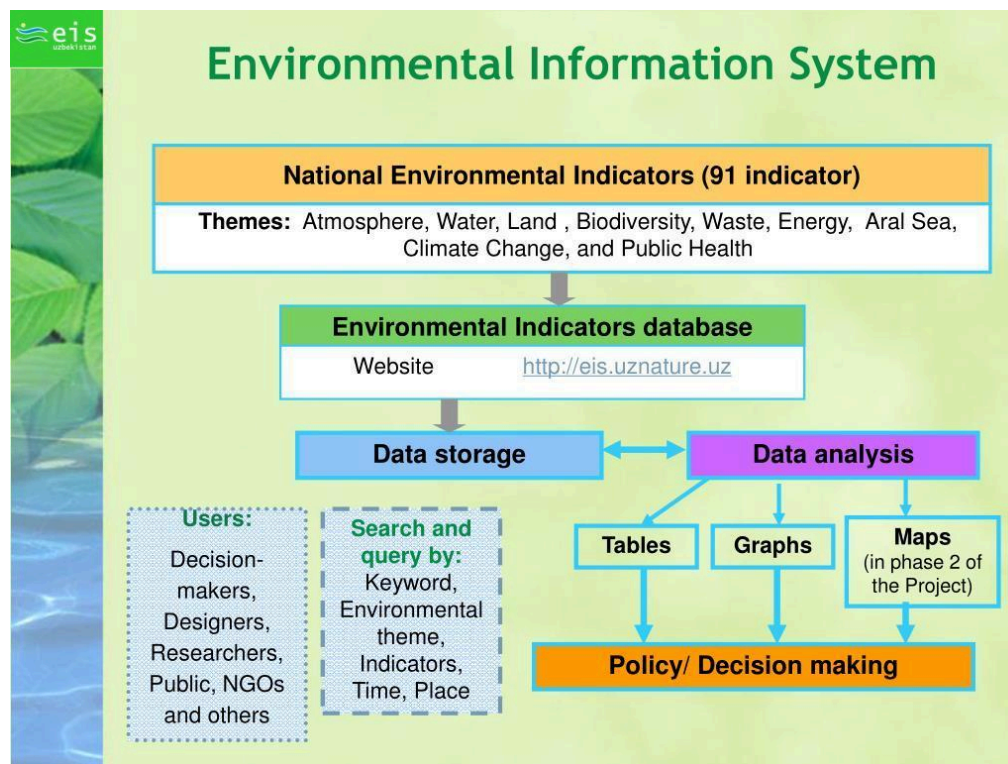 eis
uzbekistan
Environmental Information System
National Environmental Indicators (91 indicator)
Themes: Atmosphere, Water, Land , Biodiversity, Waste, Energy, Aral Sea,
Climate Change, and Public Health
Environmental Indicators database
Website http://eis.uznature.uz
Data storage
Data analysis
Tables
Graphs
Maps
(in phase 2 of
the Project)
Policy/ Decision making
Users:
Decision-
makers,
Designers,
Researchers,
Public, NGOs
and others
Search and
query by:
Keyword,
Environmental
theme,
Indicators,
Time, Place